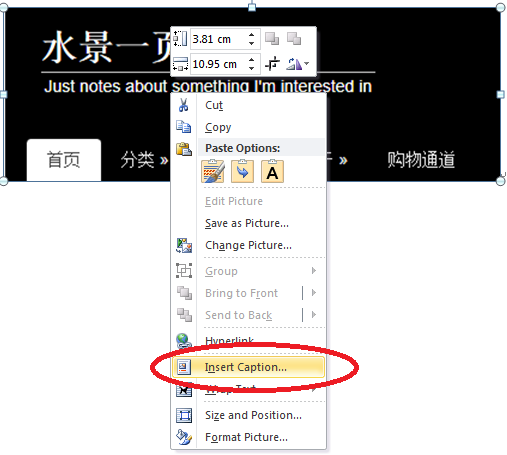 水景一
3.81 cm
10.95 cm
Just notes about something I'm interested in
首页 分类 » » 购物通道
Cut
Copy
Paste Options:
A
Edit Picture
Save as Picture...
Change Picture...
Group
Bring to Front
Send to Back
Hyperlink...
Insert Caption...
Wrap Text
Size and Position...
Format Picture...